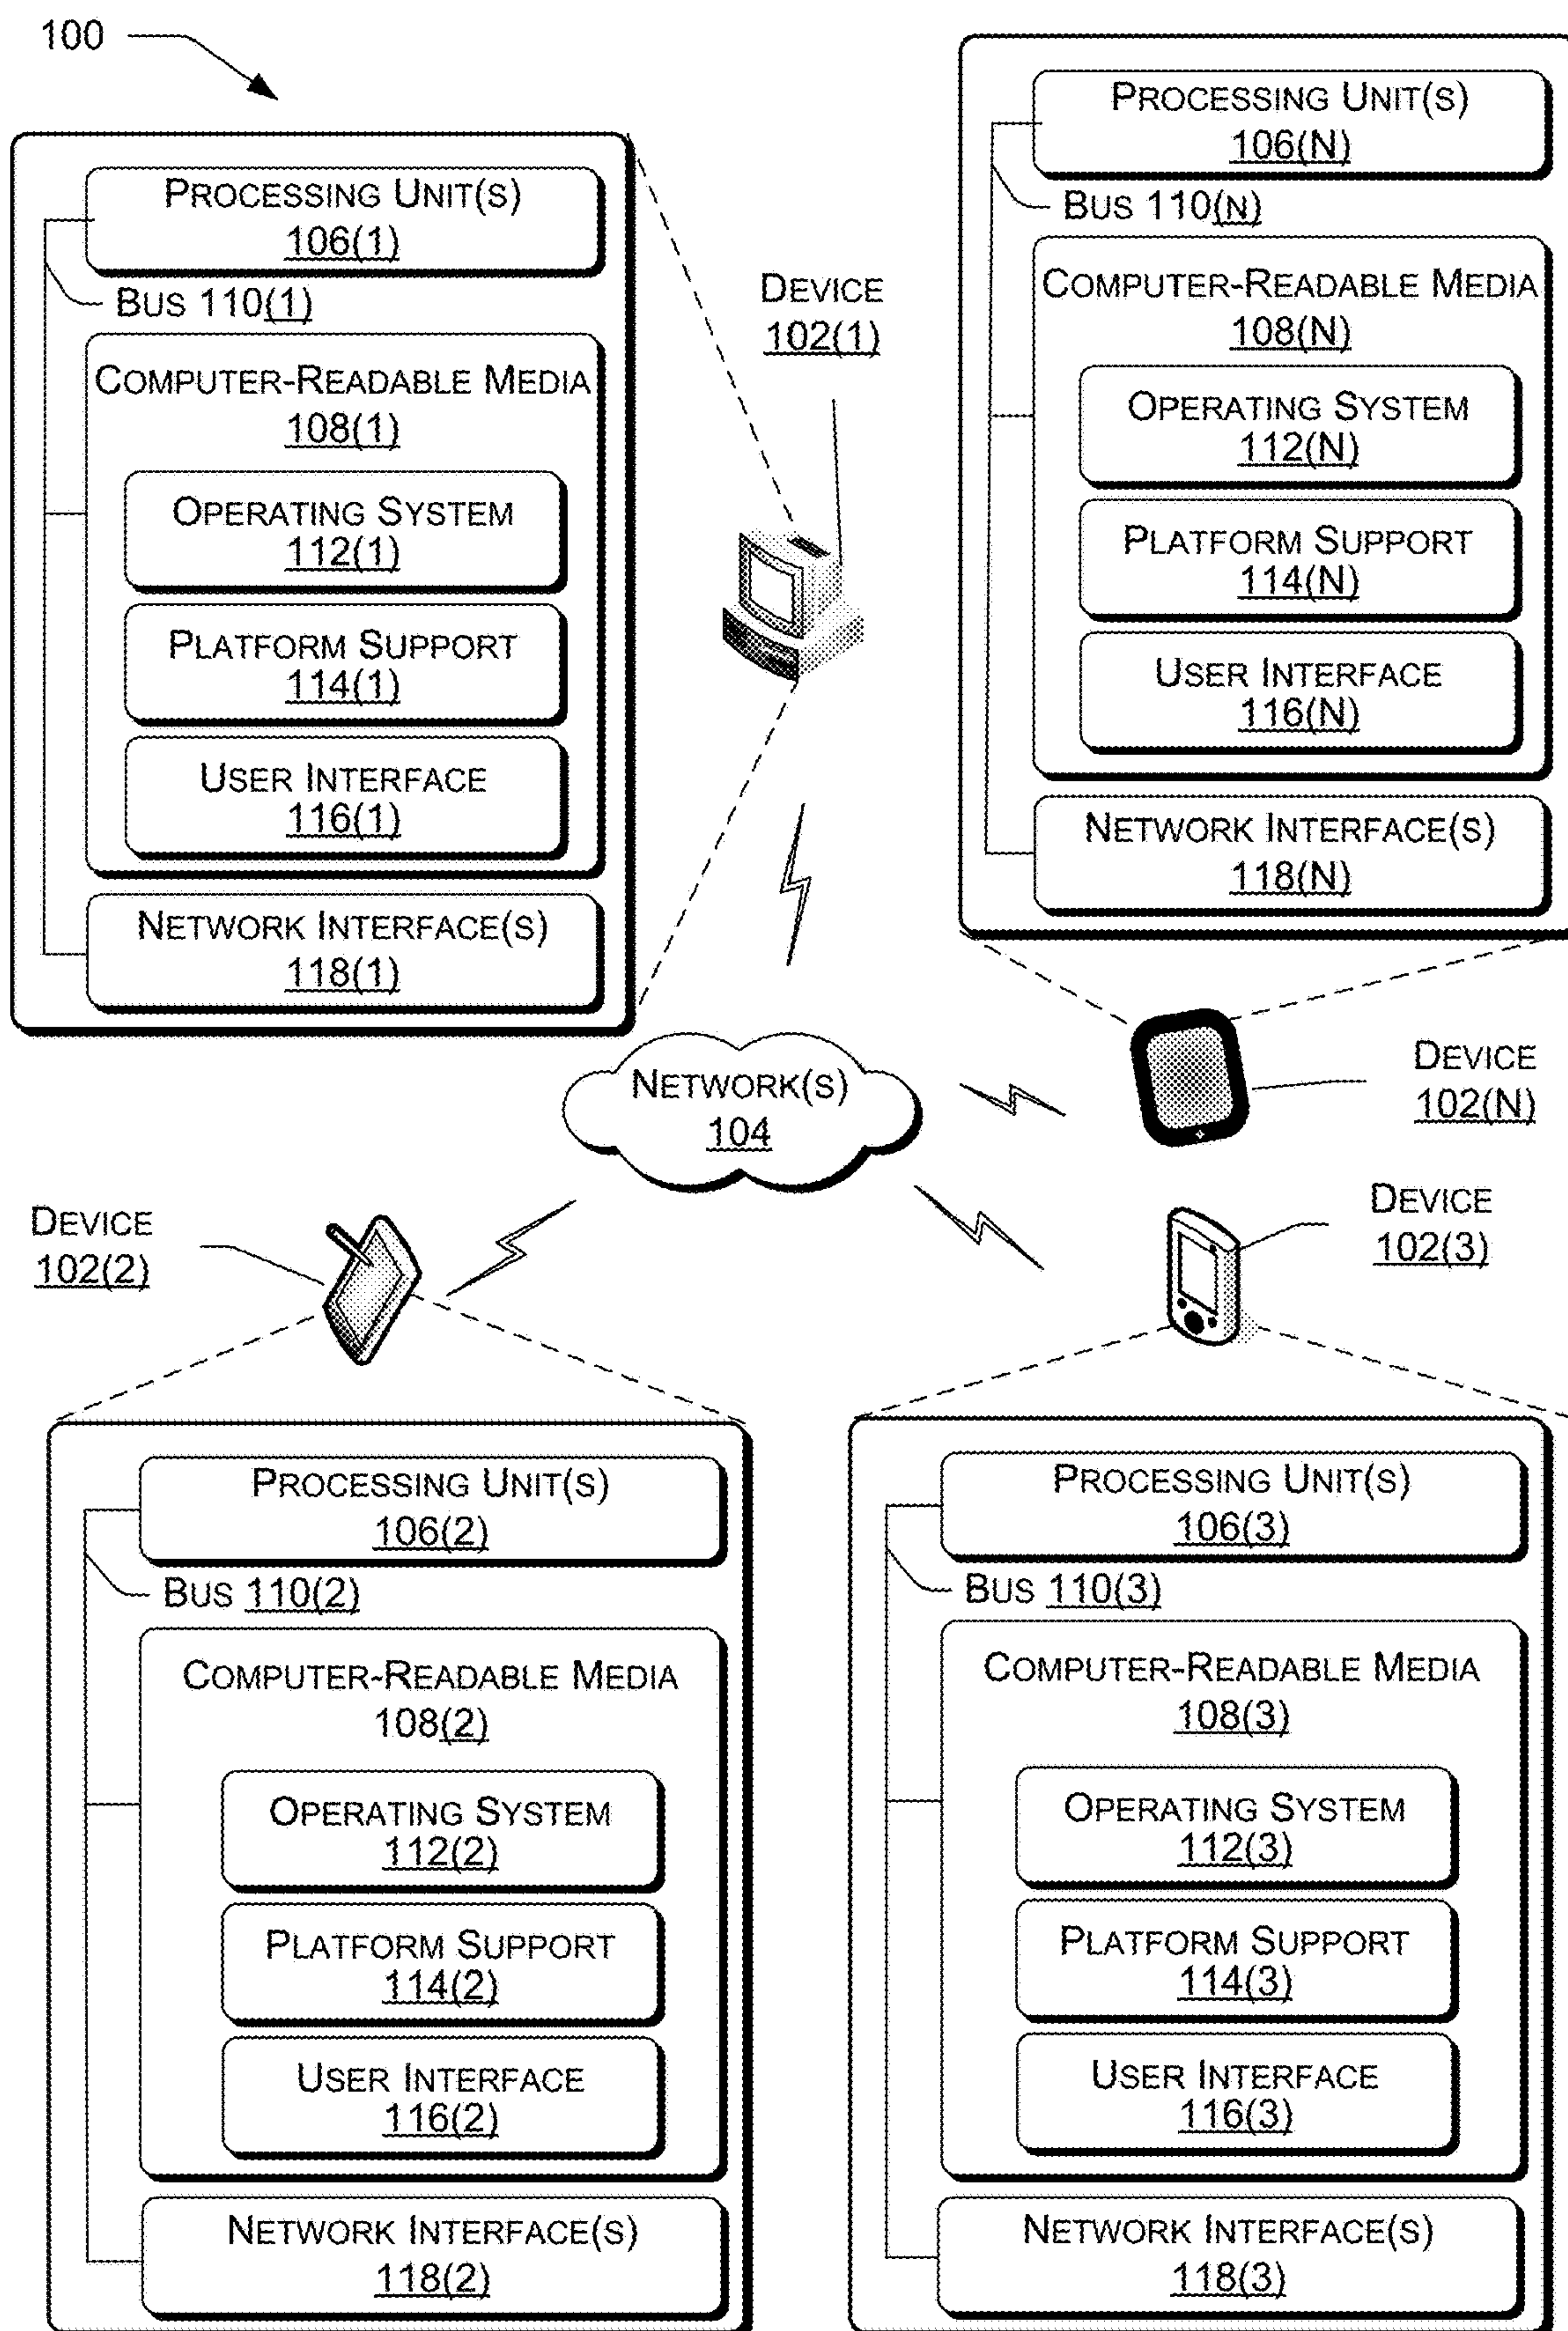 100
PROCESSING UNIT(S)
106(1)
BUS 110(1)
COMPUTER-READABLE MEDIA
108(1)
OPERATING SYSTEM
112(1)
PLATFORM SUPPORT
114(1)
USER INTERFACE
116(1)
NETWORK INTERFACE(S)
118(1)
DEVICE
102(1)
PROCESSING UNIT(S)
106(N)
BUS 110(N)
COMPUTER-READABLE MEDIA
108(N)
OPERATING SYSTEM
112(N)
PLATFORM SUPPORT
114(N)
USER INTERFACE
116(N)
NETWORK INTERFACE(S)
118(N)
NETWORK(S)
104
DEVICE
102(N)
DEVICE
102(2)
DEVICE
102(3)
PROCESSING UNIT(S)
106(2)
BUS 110(2)
COMPUTER-READABLE MEDIA
108(2)
OPERATING SYSTEM
112(2)
PLATFORM SUPPORT
114(2)
USER INTERFACE
116(2)
NETWORK INTERFACE(S)
118(2)
PROCESSING UNIT(S)
106(3)
BUS 110(3)
COMPUTER-READABLE MEDIA
108(3)
OPERATING SYSTEM
112(3)
PLATFORM SUPPORT
114(3)
USER INTERFACE
116(3)
NETWORK INTERFACE(S)
118(3)